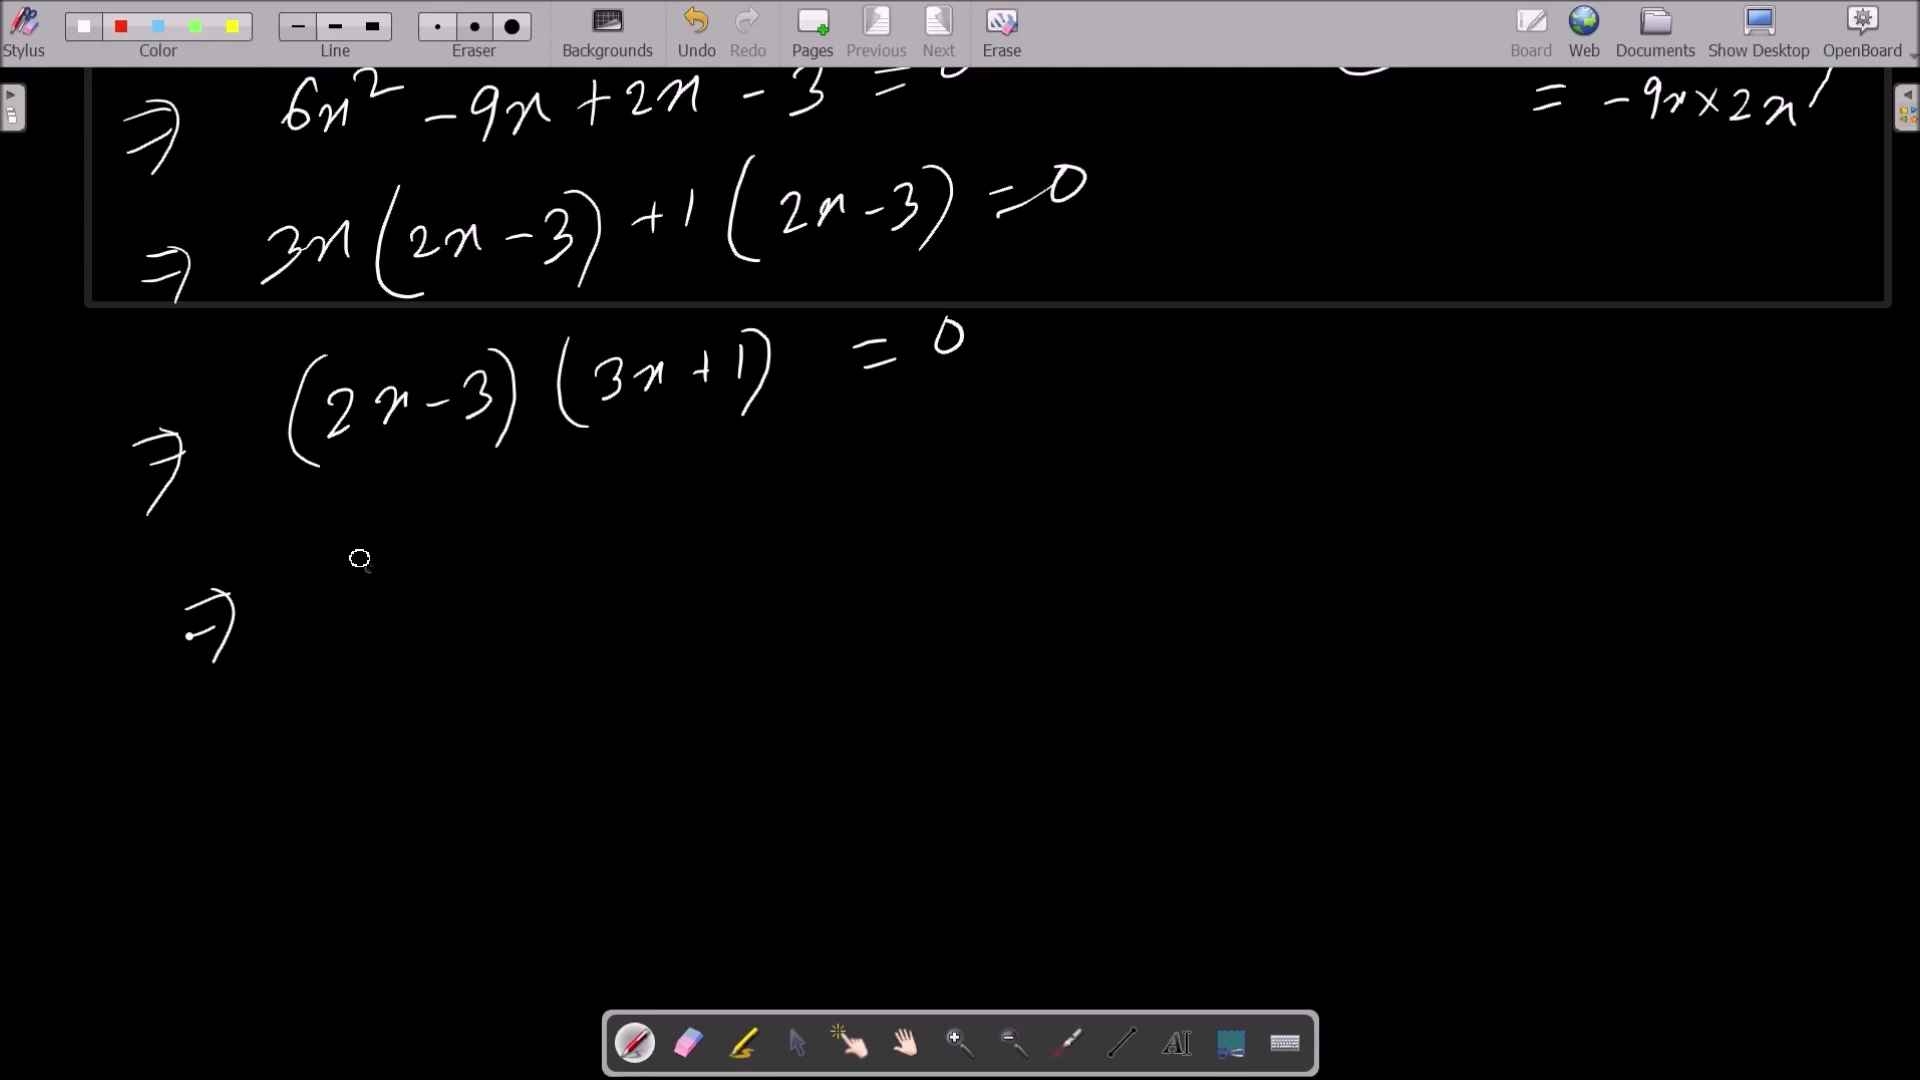 Stylus Color Line Eraser Backgrounds Undo Redo Pages Previous Next Erase Board Web Documents Show Desktop OpenBoard
⇒ 6x² - 9x + 2x - 3 = 0
= -9x × 2x
⇒ 3x(2x - 3) + 1(2x - 3) = 0
⇒ (2x - 3)(3x + 1) = 0
⇒
AI